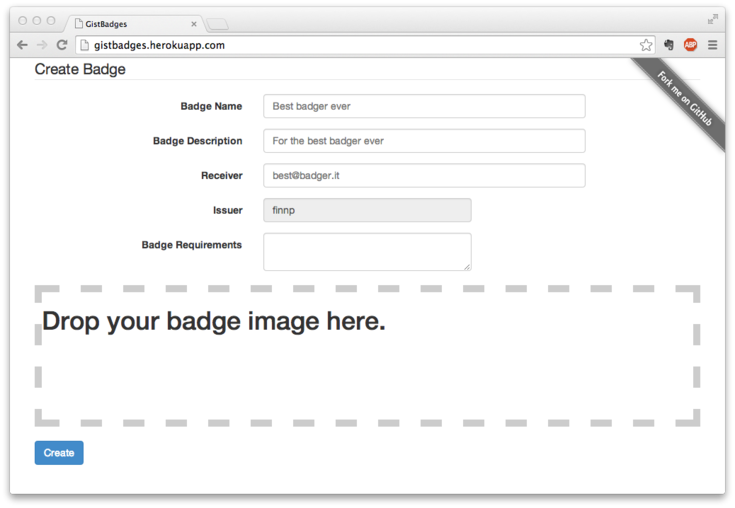 GistBadges
gistbadges.herokuapp.com
ABP
Create Badge
Fork me on GitHub
Badge Name
Best badger ever
Badge Description
For the best badger ever
Receiver
best@badger.it
Issuer
finnp
Badge Requirements
Drop your badge image here.
Create